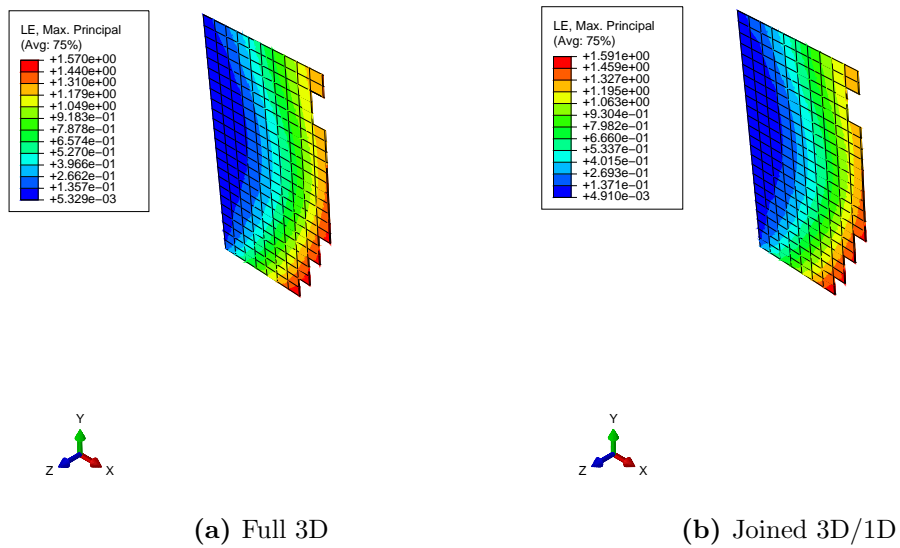 LE, Max. Principal
(Avg: 75%)
+1.570e+00
+1.440e+00
+1.310e+00
+1.179e+00
+1.049e+00
+9.183e−01
+7.878e−01
+6.574e−01
+5.270e−01
+3.966e−01
+2.662e−01
+1.357e−01
+5.329e−03
Y
Z
X
(a) Full 3D
LE, Max. Principal
(Avg: 75%)
+1.591e+00
+1.459e+00
+1.327e+00
+1.195e+00
+1.063e+00
+9.304e−01
+7.982e−01
+6.660e−01
+5.337e−01
+4.015e−01
+2.693e−01
+1.371e−01
+4.910e−03
Y
Z
X
(b) Joined 3D/1D